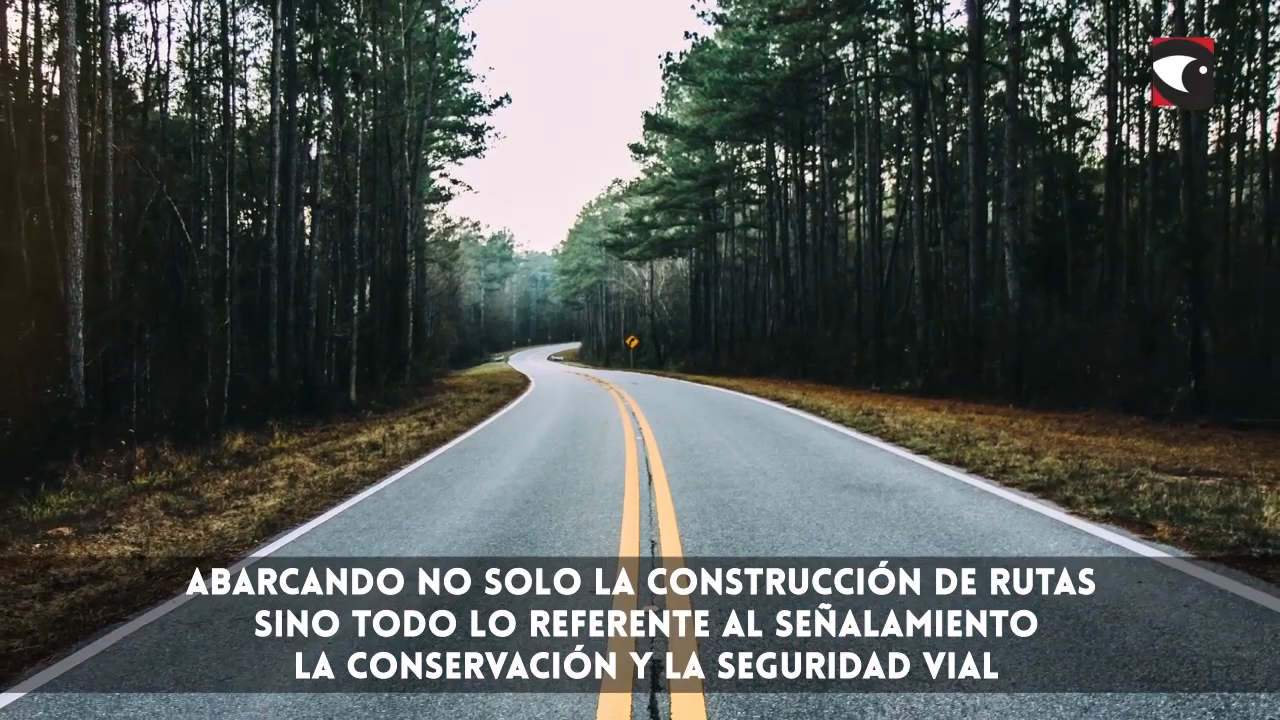 ABARCANDO NO SOLO LA CONSTRUCCIÓN DE RUTAS
SINO TODO LO REFERENTE AL SEÑALAMIENTO
LA CONSERVACIÓN Y LA SEGURIDAD VIAL